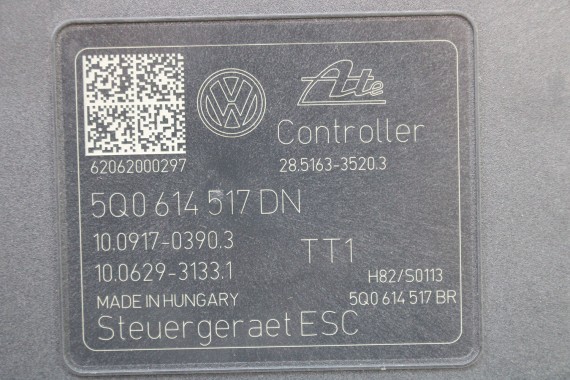 VW Ate
Controller
62062000297 28.5163-3520.3
5Q0 614 517 DN
10.0917-0390.3
TT1
10.0629-3133.1
H82/S0113
MADE IN HUNGARY 5Q0 614 517 BR
Steuergeraet ESC